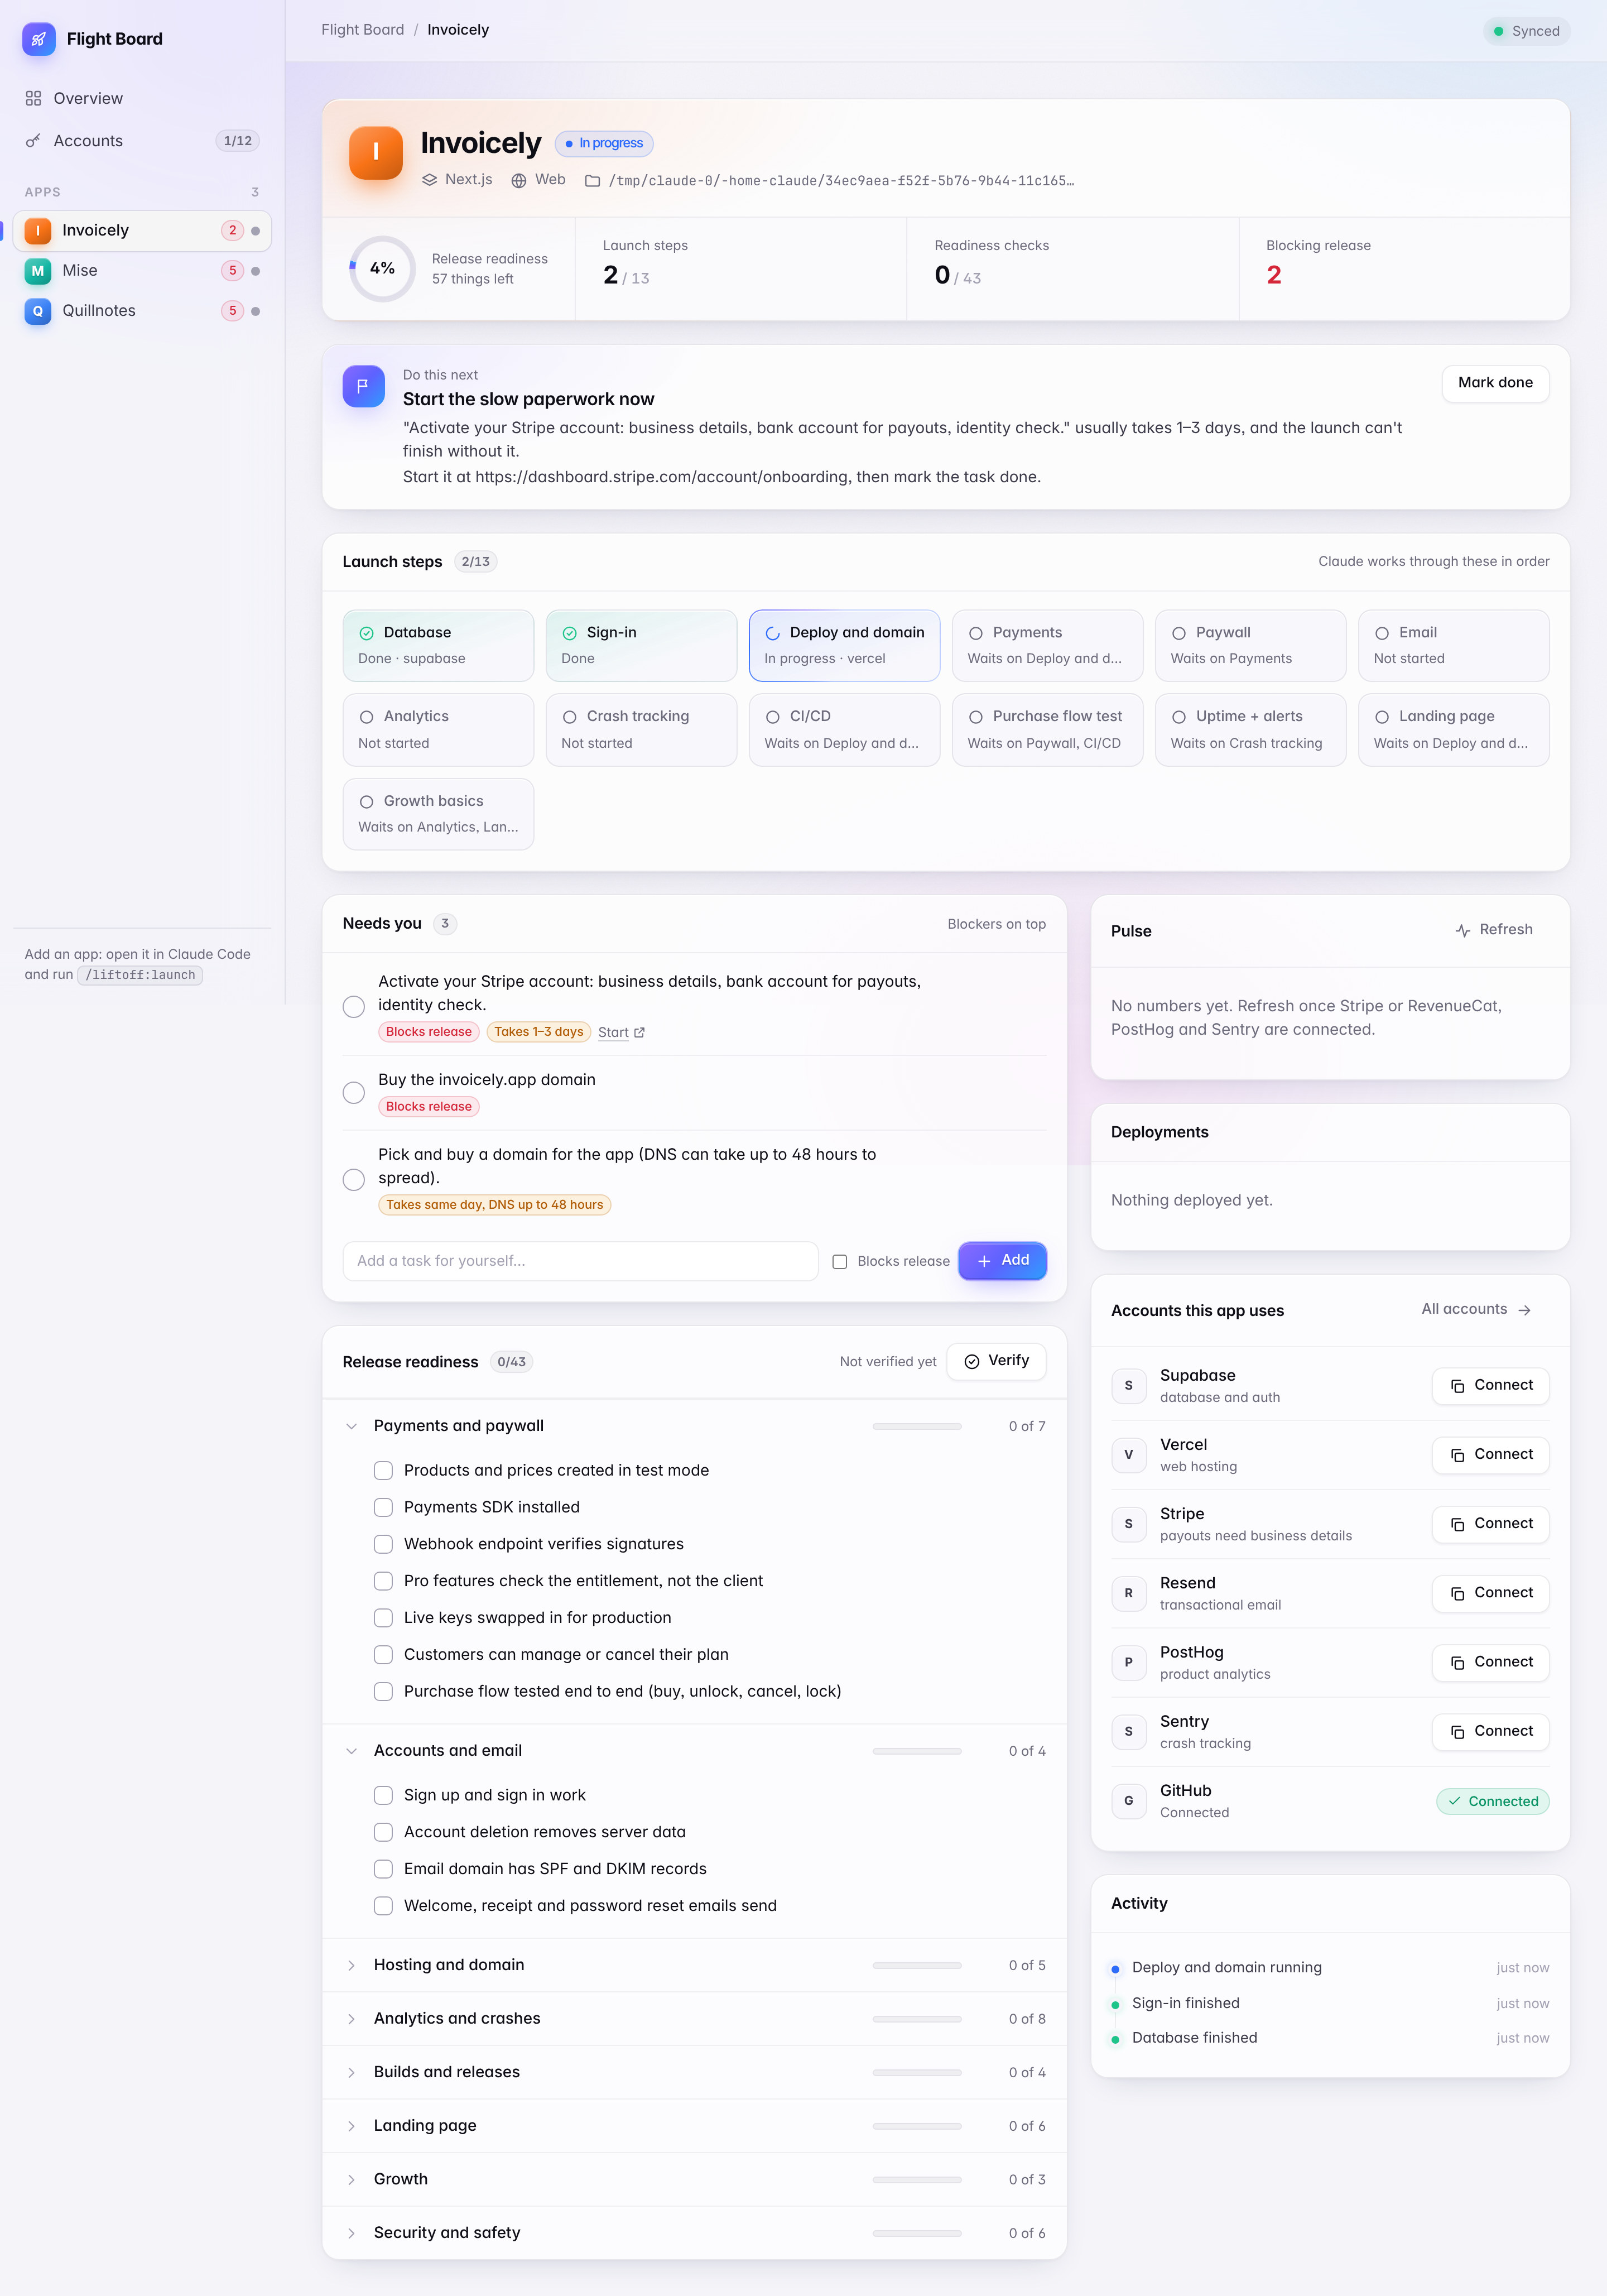 Flight Board
Overview
Accounts 1/12
APPS 3
I Invoicely 2
M Mise 5
Q Quillnotes 5
Add an app: open it in Claude Code
and run /liftoff:launch
Flight Board / Invoicely
Synced
I
Invoicely In progress
Next.js Web /tmp/claude-0/-home-claude/34ec9aea-f52f-5b76-9b44-11c165…
4%
Release readiness
57 things left
Launch steps
2 / 13
Readiness checks
0 / 43
Blocking release
2
Do this next
Start the slow paperwork now
"Activate your Stripe account: business details, bank account for payouts, identity check." usually takes 1–3 days, and the launch can't
finish without it.
Start it at https://dashboard.stripe.com/account/onboarding, then mark the task done.
Mark done
Launch steps 2/13
Claude works through these in order
Database
Done · supabase
Sign-in
Done
Deploy and domain
In progress · vercel
Payments
Waits on Deploy and d…
Paywall
Waits on Payments
Email
Not started
Analytics
Not started
Crash tracking
Not started
CI/CD
Waits on Deploy and d…
Purchase flow test
Waits on Paywall, CI/CD
Uptime + alerts
Waits on Crash tracking
Landing page
Waits on Deploy and d…
Growth basics
Waits on Analytics, Lan…
Needs you 3
Blockers on top
Activate your Stripe account: business details, bank account for payouts,
identity check.
Blocks release Takes 1–3 days Start
Buy the invoicely.app domain
Blocks release
Pick and buy a domain for the app (DNS can take up to 48 hours to
spread).
Takes same day, DNS up to 48 hours
Add a task for yourself…
Blocks release
Add
Release readiness 0/43
Not verified yet
Verify
Payments and paywall 0 of 7
Products and prices created in test mode
Payments SDK installed
Webhook endpoint verifies signatures
Pro features check the entitlement, not the client
Live keys swapped in for production
Customers can manage or cancel their plan
Purchase flow tested end to end (buy, unlock, cancel, lock)
Accounts and email 0 of 4
Sign up and sign in work
Account deletion removes server data
Email domain has SPF and DKIM records
Welcome, receipt and password reset emails send
Hosting and domain 0 of 5
Analytics and crashes 0 of 8
Builds and releases 0 of 4
Landing page 0 of 6
Growth 0 of 3
Security and safety 0 of 6
Pulse
Refresh
No numbers yet. Refresh once Stripe or RevenueCat,
PostHog and Sentry are connected.
Deployments
Nothing deployed yet.
Accounts this app uses
All accounts
S
Supabase
database and auth
Connect
V
Vercel
web hosting
Connect
S
Stripe
payouts need business details
Connect
R
Resend
transactional email
Connect
P
PostHog
product analytics
Connect
S
Sentry
crash tracking
Connect
G
GitHub
Connected
Connected
Activity
Deploy and domain running just now
Sign-in finished just now
Database finished just now